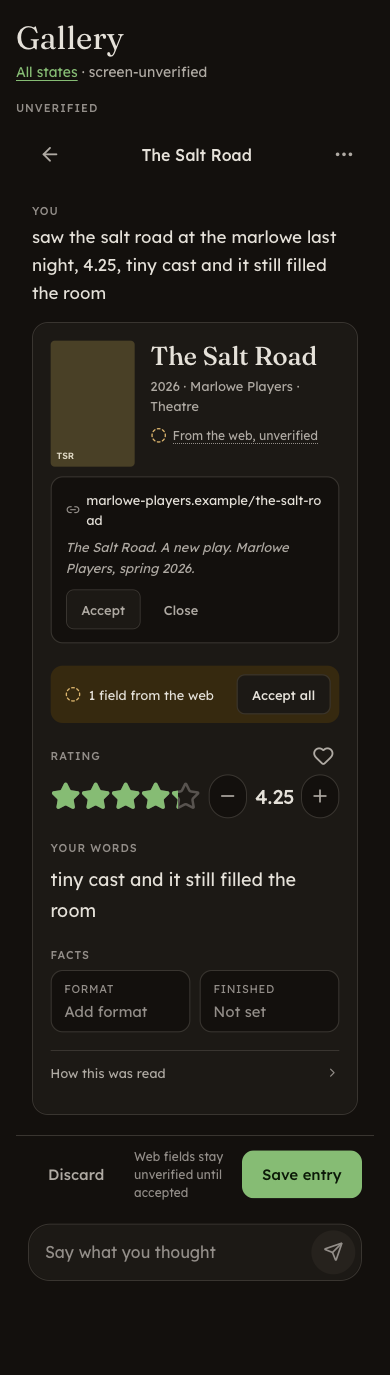 Gallery
All states · screen-unverified
UNVERIFIED
The Salt Road
YOU
saw the salt road at the marlowe last
night, 4.25, tiny cast and it still filled
the room
TSR
The Salt Road
2026 · Marlowe Players ·
Theatre
From the web, unverified
marlowe-players.example/the-salt-ro
ad
The Salt Road. A new play. Marlowe
Players, spring 2026.
Accept
Close
1 field from the web
Accept all
RATING
4.25
YOUR WORDS
tiny cast and it still filled the
room
FACTS
FORMAT
Add format
FINISHED
Not set
How this was read
Discard
Web fields stay
unverified until
accepted
Save entry
Say what you thought